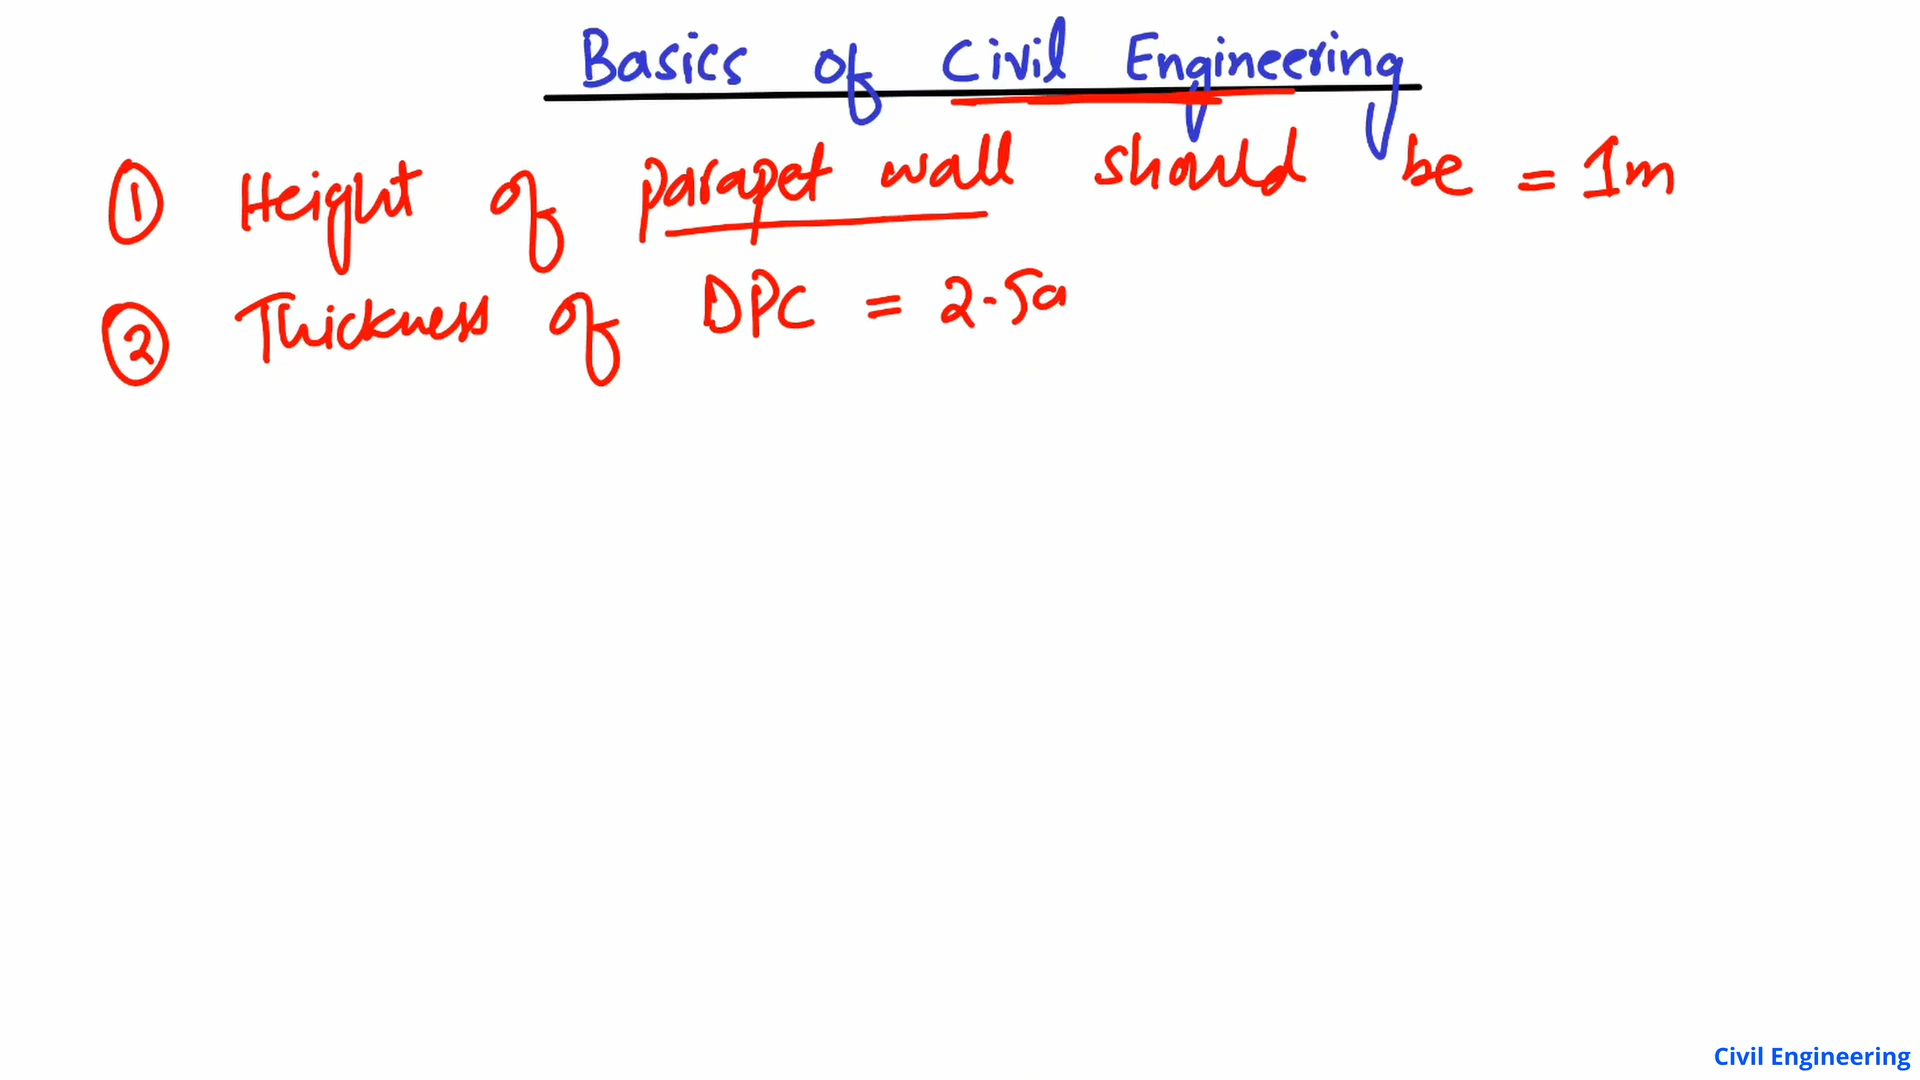 Basics of Civil Engineering
① Height of parapet wall should be = 1m
② Thickness of DPC = 2.5c
Civil Engineering